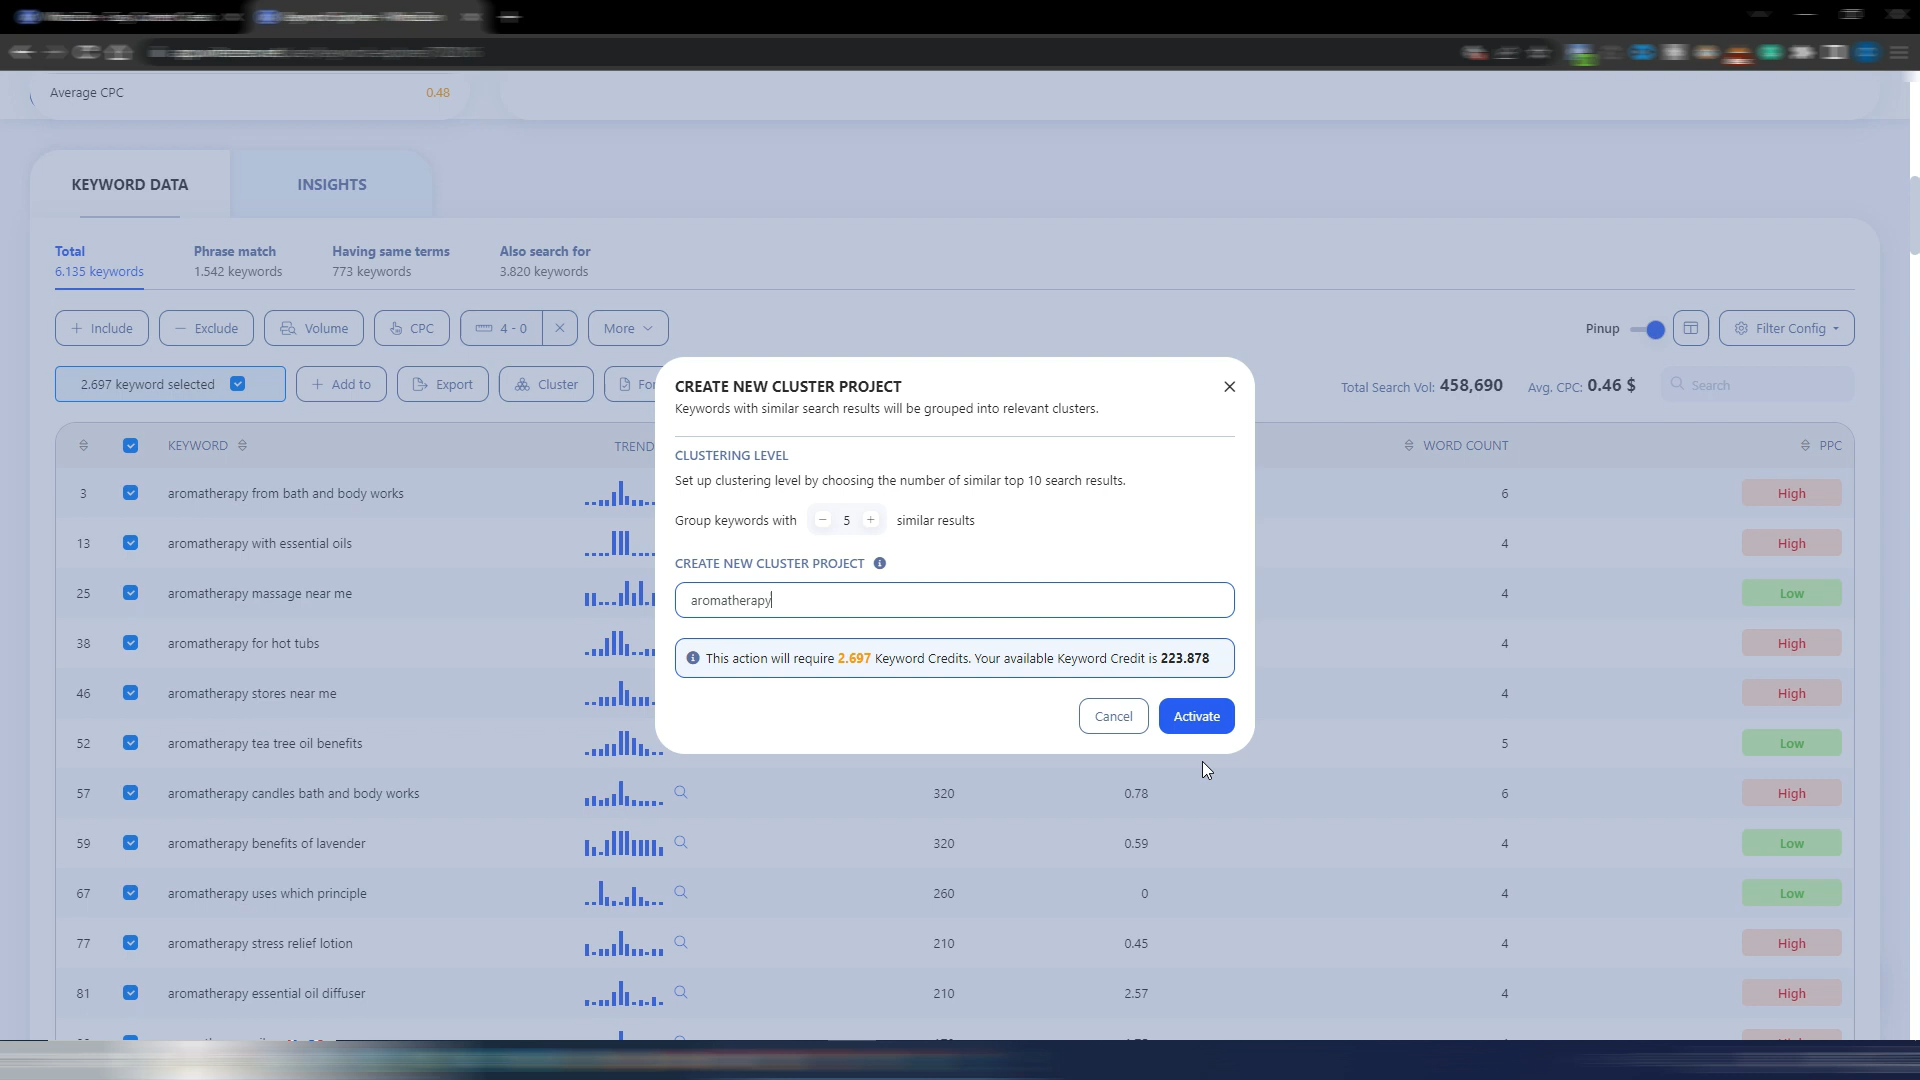 Average CPC 0.48
KEYWORD DATA INSIGHTS
Total Phrase match Having same terms Also search for
6.135 keywords 1.542 keywords 773 keywords 3.820 keywords
+ Include − Exclude Volume CPC 4 - 0 × More Pinup Filter Config
2.697 keyword selected + Add to Export Cluster For Total Search Vol: 458,690 Avg. CPC: 0.46 $ Search
KEYWORD TREND WORD COUNT PPC
3 aromatherapy from bath and body works 6 High
13 aromatherapy with essential oils 4 High
25 aromatherapy massage near me 4 Low
38 aromatherapy for hot tubs 4 High
46 aromatherapy stores near me 4 High
52 aromatherapy tea tree oil benefits 5 Low
57 aromatherapy candles bath and body works 320 0.78 6 High
59 aromatherapy benefits of lavender 320 0.59 4 Low
67 aromatherapy uses which principle 260 0 4 Low
77 aromatherapy stress relief lotion 210 0.45 4 High
81 aromatherapy essential oil diffuser 210 2.57 4 High
CREATE NEW CLUSTER PROJECT
Keywords with similar search results will be grouped into relevant clusters.
CLUSTERING LEVEL
Set up clustering level by choosing the number of similar top 10 search results.
Group keywords with − 5 + similar results
CREATE NEW CLUSTER PROJECT
aromatherapy
This action will require 2.697 Keyword Credits. Your available Keyword Credit is 223.878
Cancel Activate